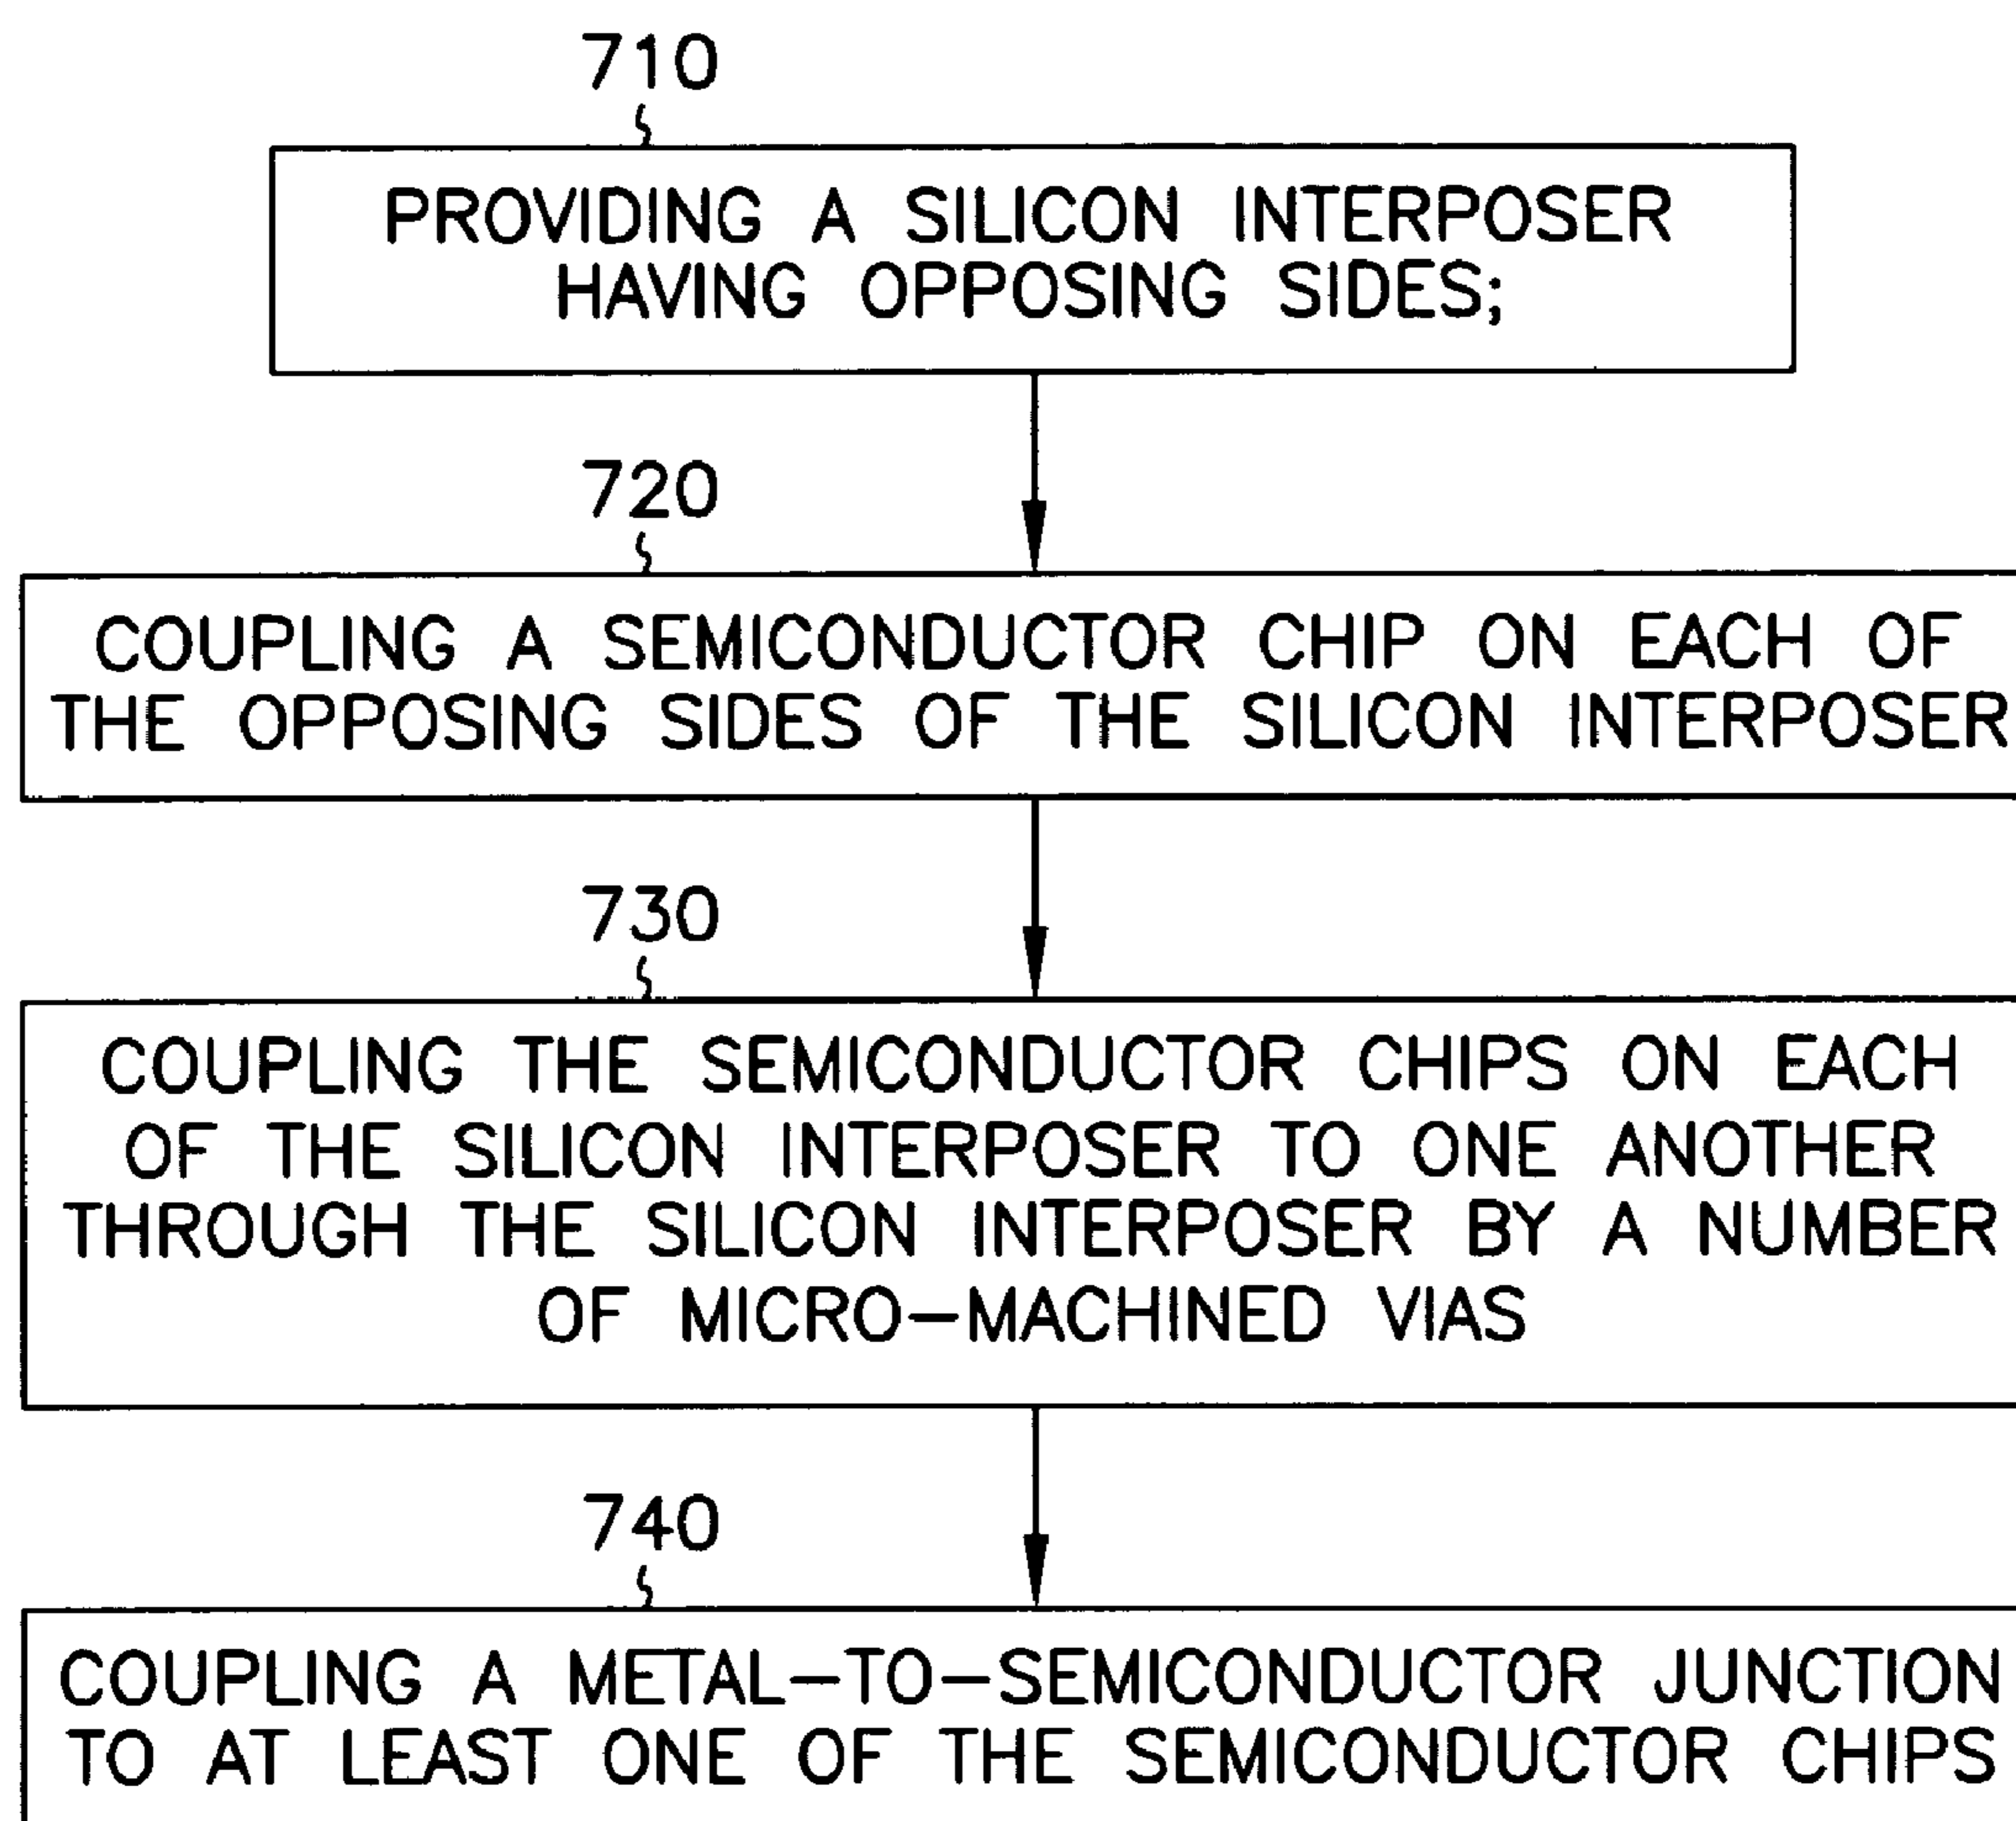 710
PROVIDING A SILICON INTERPOSER
HAVING OPPOSING SIDES;
720
COUPLING A SEMICONDUCTOR CHIP ON EACH OF
THE OPPOSING SIDES OF THE SILICON INTERPOSER
730
COUPLING THE SEMICONDUCTOR CHIPS ON EACH
OF THE SILICON INTERPOSER TO ONE ANOTHER
THROUGH THE SILICON INTERPOSER BY A NUMBER
OF MICRO-MACHINED VIAS
740
COUPLING A METAL-TO-SEMICONDUCTOR JUNCTION
TO AT LEAST ONE OF THE SEMICONDUCTOR CHIPS